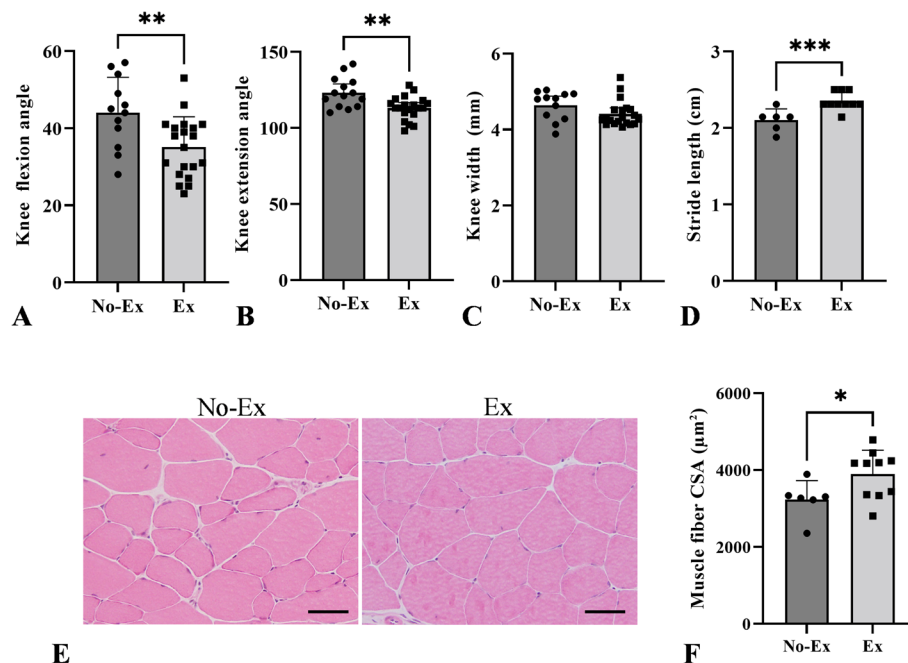 **
60
40
20
0
Knee flexion angle
No-Ex Ex
A
**
150
100
50
0
Knee extension angle
No-Ex Ex
B
6
4
2
0
Knee width (mm)
No-Ex Ex
C
***
3
2
1
0
Stride length (cm)
No-Ex Ex
D
No-Ex
Ex
E
*
6000
4000
2000
0
Muscle fiber CSA (μm²)
No-Ex Ex
F